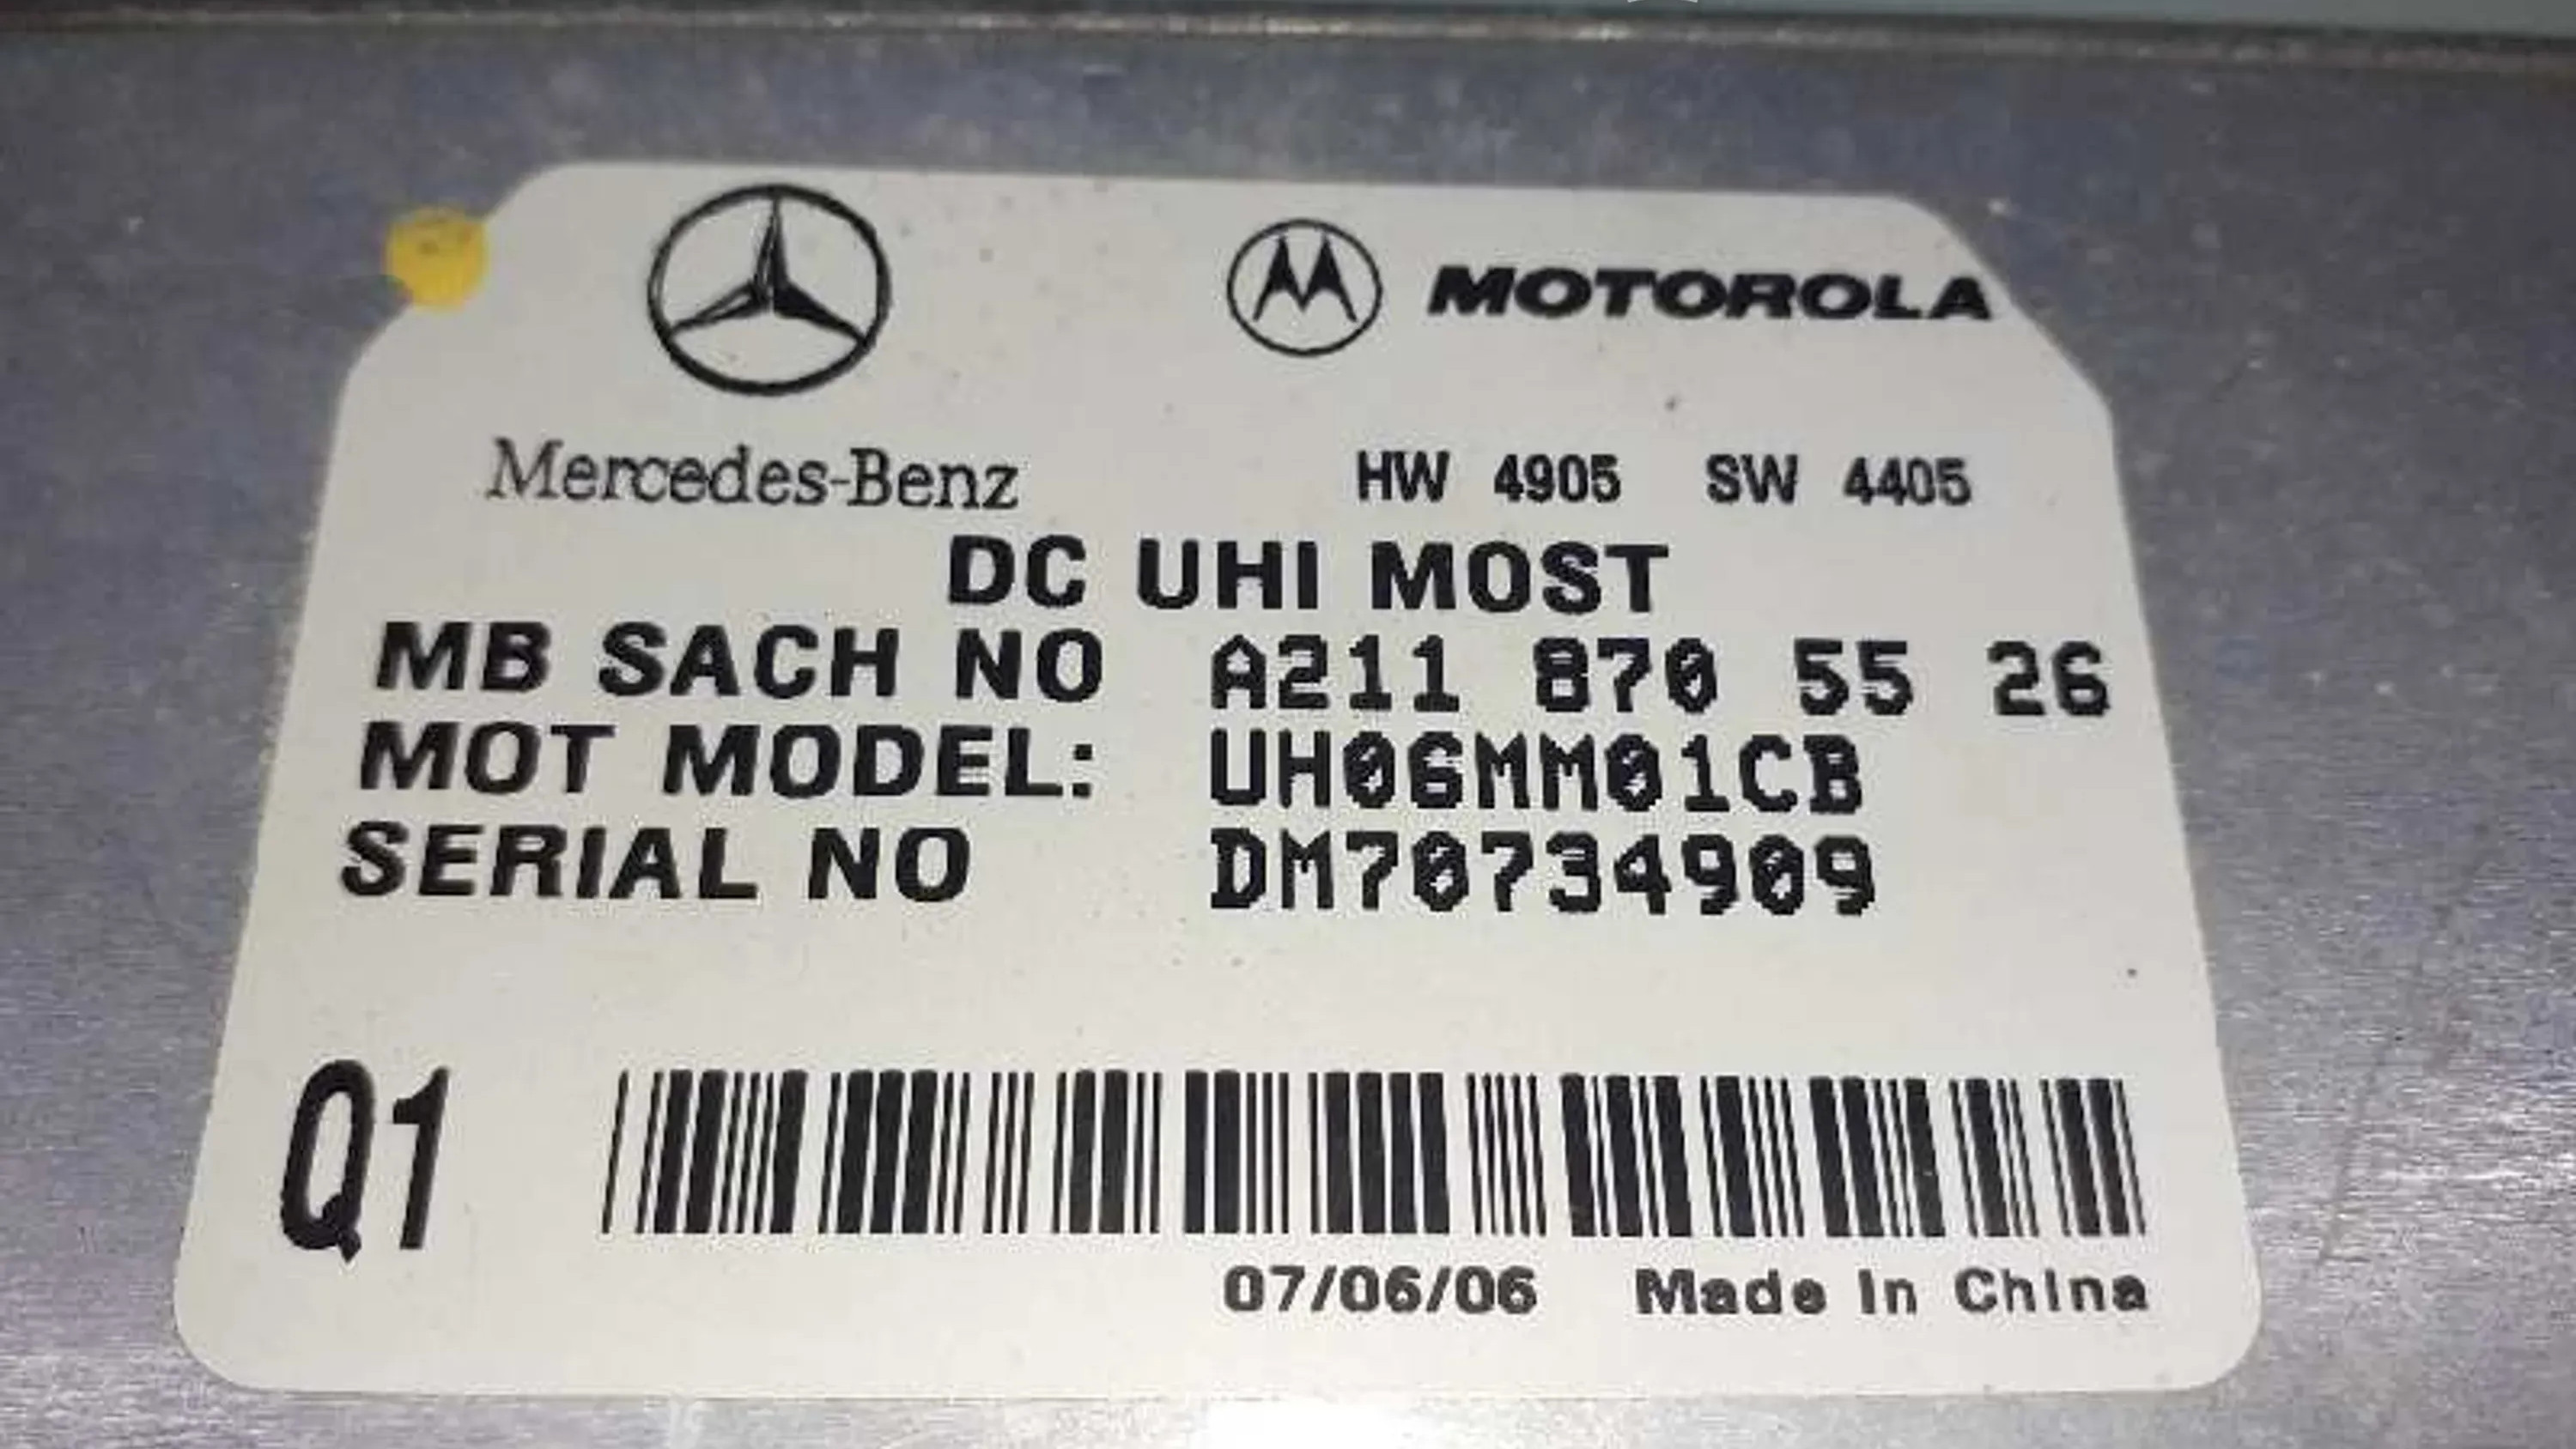 MOTOROLA
Mercedes-Benz
HW 4905 SW 4405
DC UHI MOST
MB SACH NO A211 870 55 26
MOT MODEL: UH06MM01CB
SERIAL NO DM70734909
Q1
07/06/06 Made In China